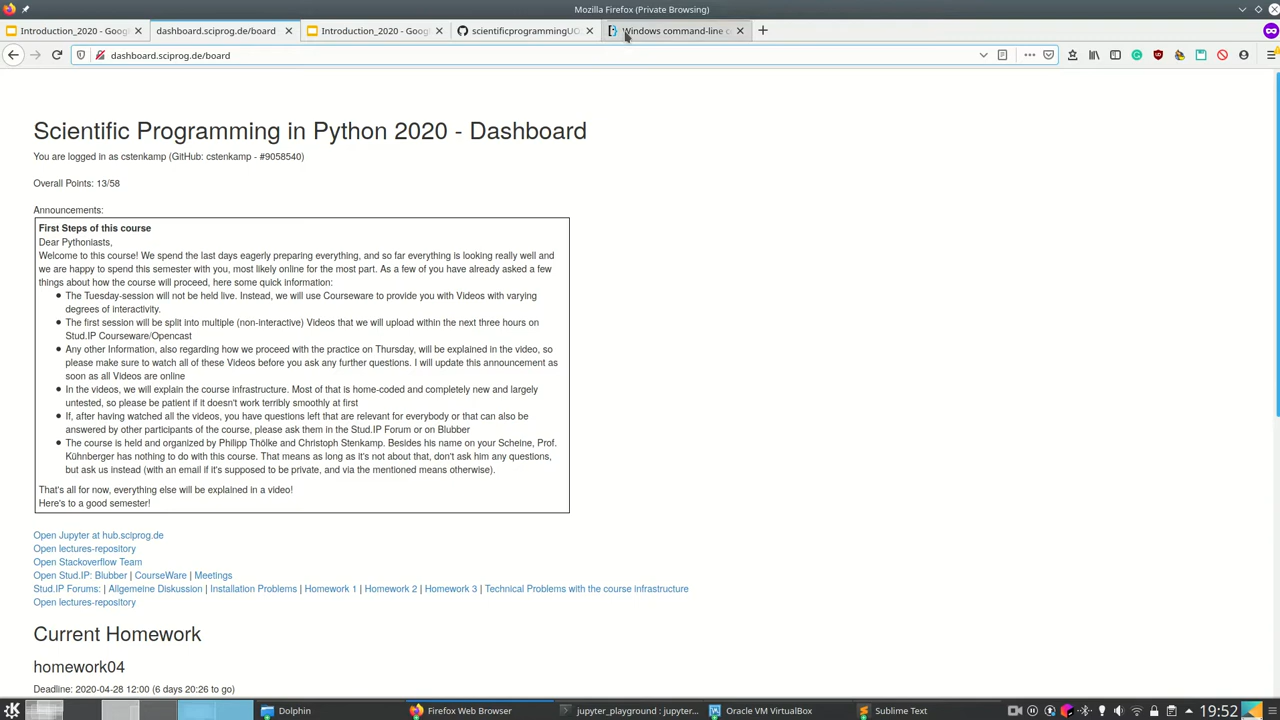 Mozilla Firefox (Private Browsing)
Introduction_2020 - Goog
dashboard.sciprog.de/board
Introduction_2020 - Goog
scientificprogrammingUO
Windows command-line c
dashboard.sciprog.de/board
Scientific Programming in Python 2020 - Dashboard
You are logged in as cstenkamp (GitHub: cstenkamp - #9058540)
Overall Points: 13/58
Announcements:
First Steps of this course
Dear Pythoniasts,
Welcome to this course! We spend the last days eagerly preparing everything, and so far everything is looking really well and
we are happy to spend this semester with you, most likely online for the most part. As a few of you have already asked a few
things about how the course will proceed, here some quick information:
The Tuesday-session will not be held live. Instead, we will use Courseware to provide you with Videos with varying
degrees of interactivity.
The first session will be split into multiple (non-interactive) Videos that we will upload within the next three hours on
Stud.IP Courseware/Opencast
Any other Information, also regarding how we proceed with the practice on Thursday, will be explained in the video, so
please make sure to watch all of these Videos before you ask any further questions. I will update this announcement as
soon as all Videos are online
In the videos, we will explain the course infrastructure. Most of that is home-coded and completely new and largely
untested, so please be patient if it doesn't work terribly smoothly at first
If, after having watched all the videos, you have questions left that are relevant for everybody or that can also be
answered by other participants of the course, please ask them in the Stud.IP Forum or on Blubber
The course is held and organized by Philipp Thölke and Christoph Stenkamp. Besides his name on your Scheine, Prof.
Kühnberger has nothing to do with this course. That means as long as it's not about that, don't ask him any questions,
but ask us instead (with an email if it's supposed to be private, and via the mentioned means otherwise).
That's all for now, everything else will be explained in a video!
Here's to a good semester!
Open Jupyter at hub.sciprog.de
Open lectures-repository
Open Stackoverflow Team
Open Stud.IP: Blubber | CourseWare | Meetings
Stud.IP Forums: | Allgemeine Diskussion | Installation Problems | Homework 1 | Homework 2 | Homework 3 | Technical Problems with the course infrastructure
Open lectures-repository
Current Homework
homework04
Deadline: 2020-04-28 12:00 (6 days 20:26 to go)
Dolphin
Firefox Web Browser
jupyter_playground : jupyter...
Oracle VM VirtualBox
Sublime Text
19:52